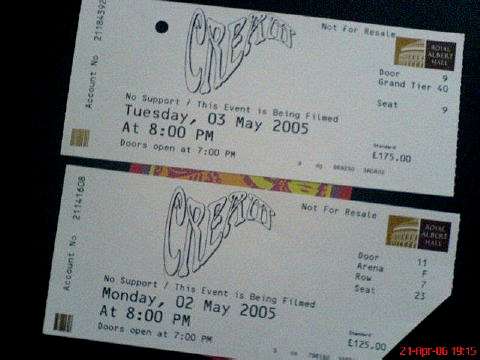 CREAM
Not For Resale
ROYAL
ALBERT
HALL
Account No 21184392
Door 9
Grand Tier 40
Seat 9
No Support / This Event is Being Filmed
Tuesday, 03 May 2005
At 8:00 PM
Doors open at 7:00 PM
Standard
£175.00
CREAM
Not For Resale
ROYAL
ALBERT
HALL
Account No 21141608
Door 11
Arena F
Row 7
Seat 23
No Support / This Event is Being Filmed
Monday, 02 May 2005
At 8:00 PM
Doors open at 7:00 PM
Standard
£125.00
21-Apr-06 19:15